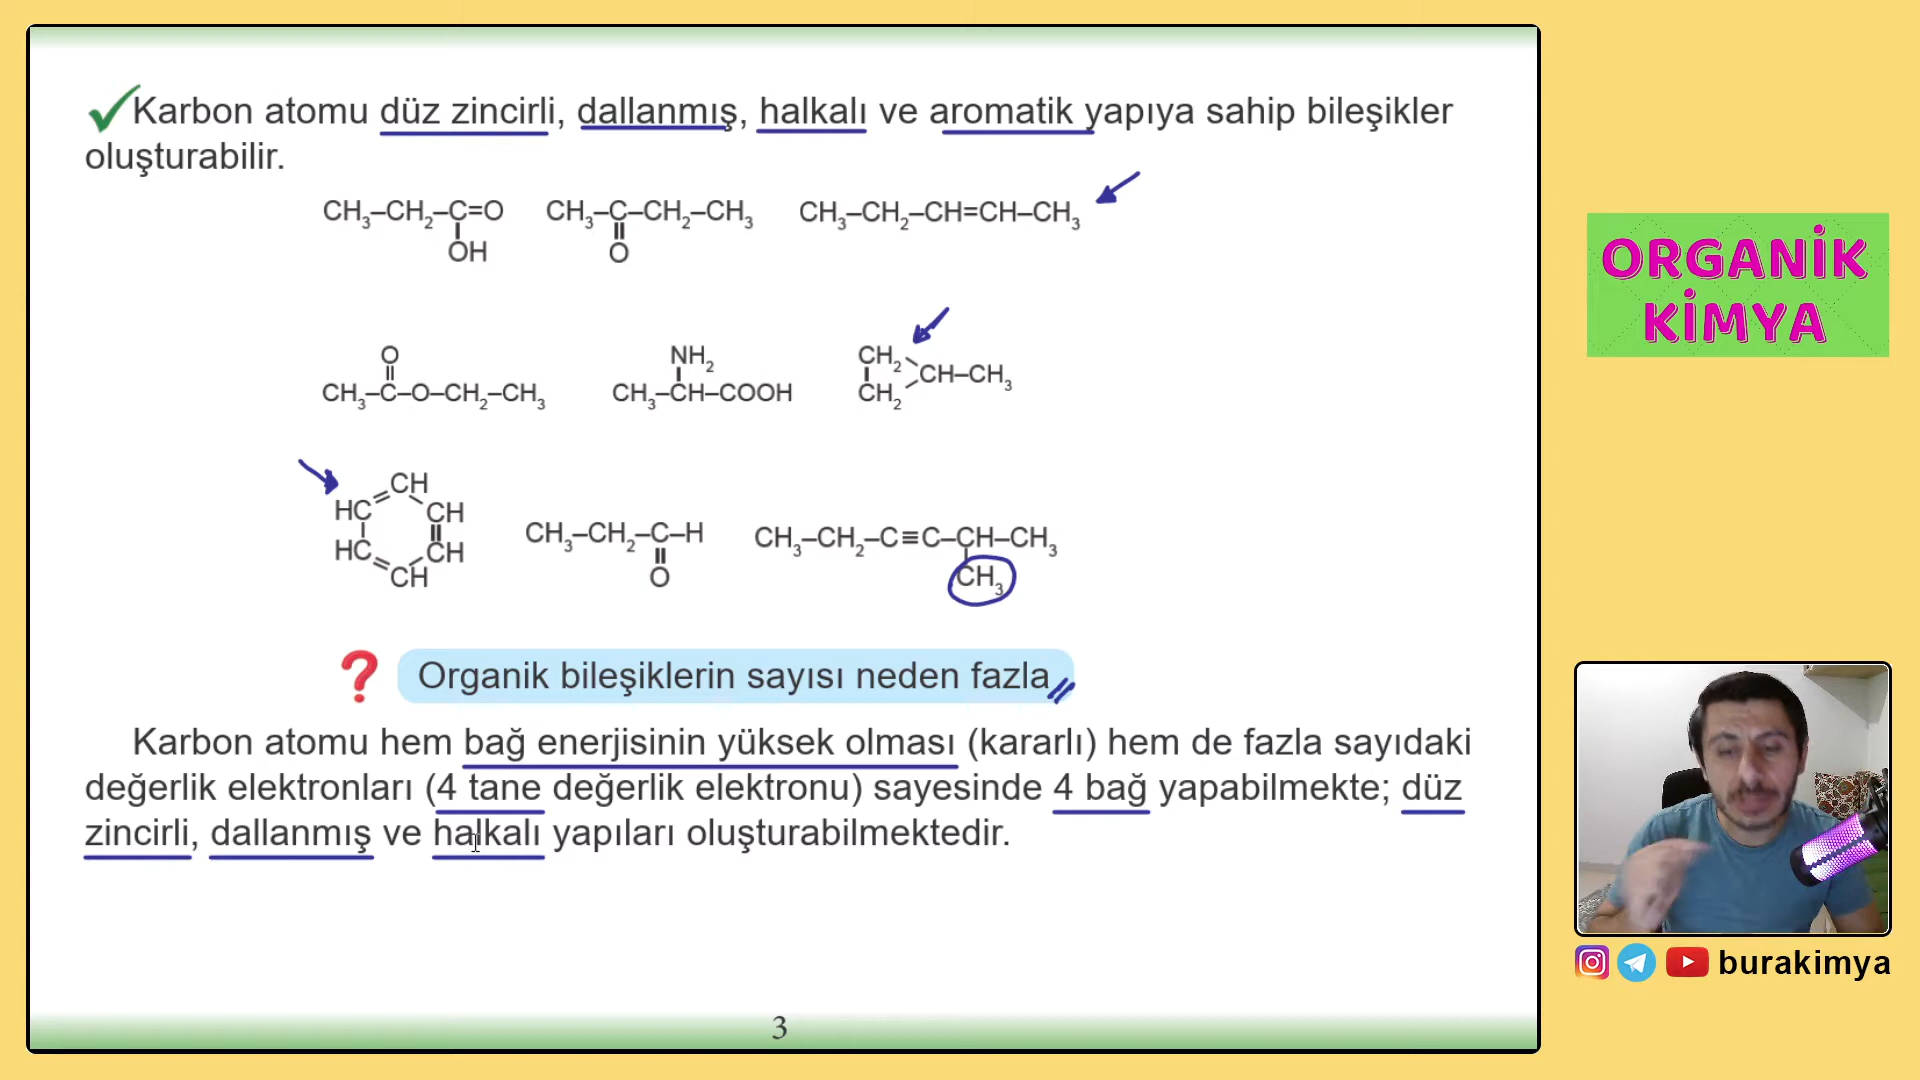 Karbon atomu düz zincirli, dallanmış, halkalı ve aromatik yapıya sahip bileşikler
oluşturabilir.
CH₃–CH₂–C=O
OH
CH₃–C–CH₂–CH₃
O
CH₃–CH₂–CH=CH–CH₃
O
CH₃–C–O–CH₂–CH₃
NH₂
CH₃–CH–COOH
CH₂
CH–CH₃
CH₂
CH
HC
CH
HC
CH
CH
CH₃–CH₂–C–H
O
CH₃–CH₂–C≡C–CH–CH₃
CH₃
❓ Organik bileşiklerin sayısı neden fazla
Karbon atomu hem bağ enerjisinin yüksek olması (kararlı) hem de fazla sayıdaki
değerlik elektronları (4 tane değerlik elektronu) sayesinde 4 bağ yapabilmekte; düz
zincirli, dallanmış ve halkalı yapıları oluşturabilmektedir.
3
ORGANİK
KİMYA
burakimya